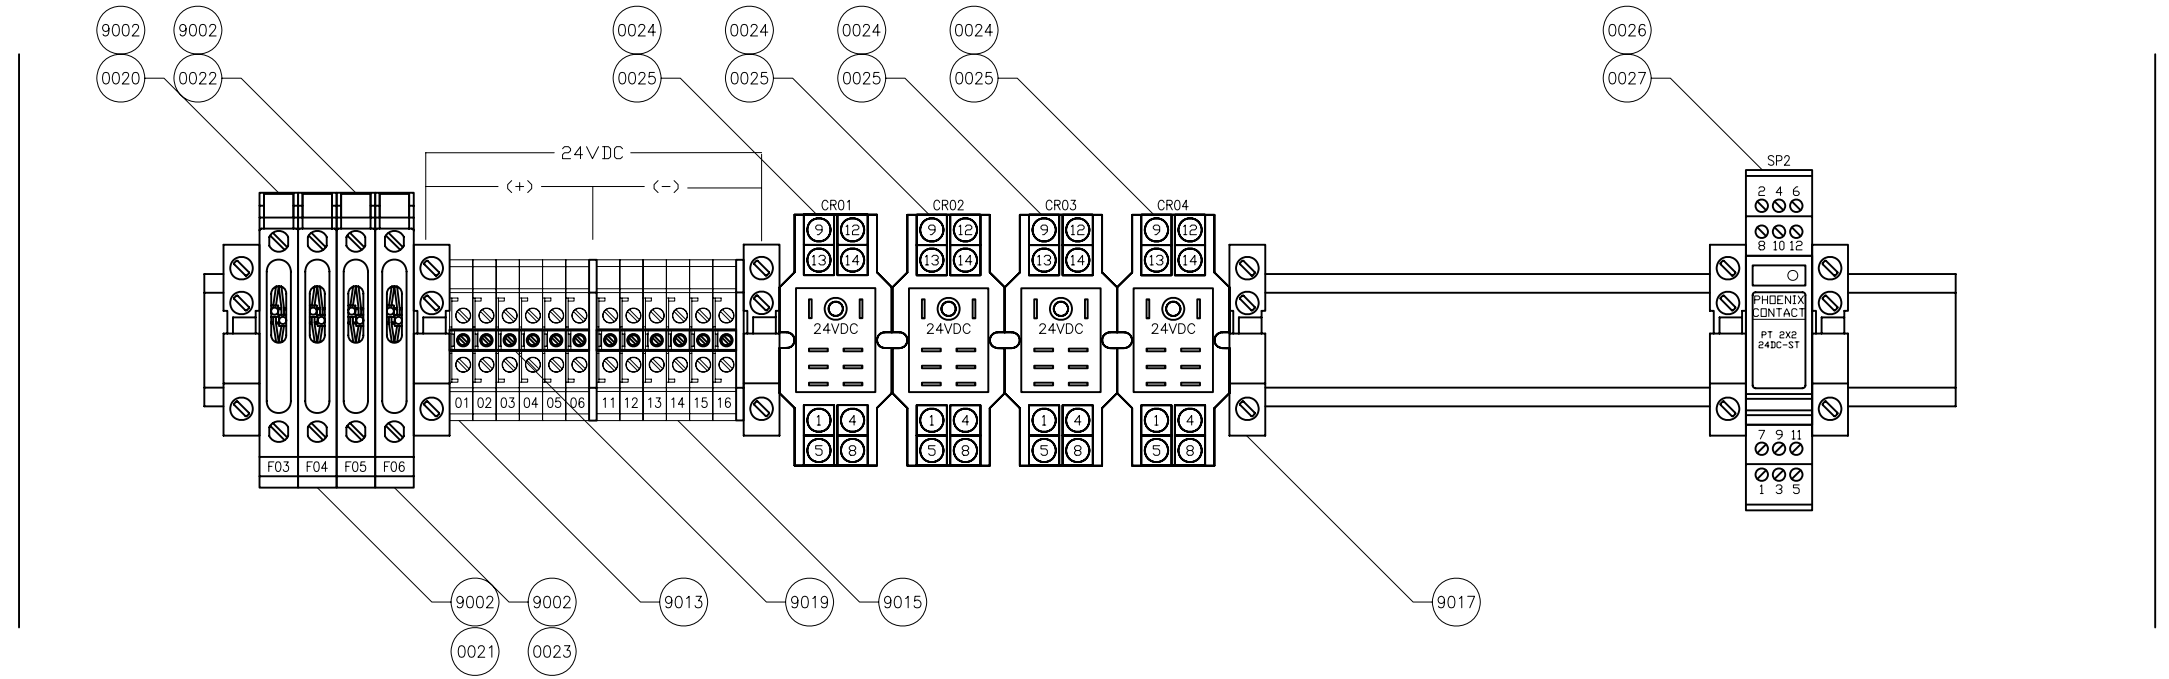 9002 9002 0024 0024 0024 0024 0026
0020 0022 0025 0025 0025 0025 0027
24VDC
(+) (-)
SP2
CR01 CR02 CR03 CR04
2 4 6
8 10 12
9 12 9 12 9 12 9 12
13 14 13 14 13 14 13 14
PHOENIX
CONTACT
24VDC 24VDC 24VDC 24VDC
PT 2X2
24DC-ST
01 02 03 04 05 06 11 12 13 14 15 16
1 4 1 4 1 4 1 4
5 8 5 8 5 8 5 8
7 9 11
1 3 5
F03 F04 F05 F06
9002 9002 9013 9019 9015 9017
0021 0023